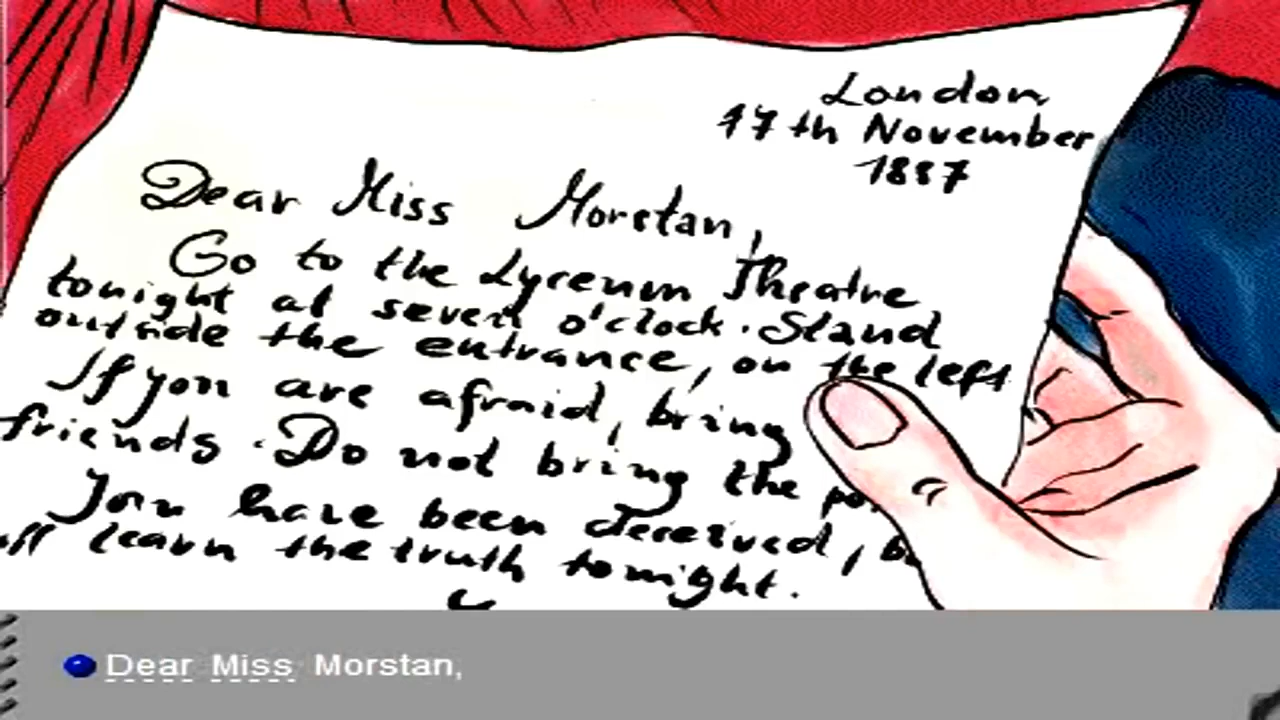 London
17th November
1887
Dear Miss Morstan,
Go to the Lyceum Theatre
tonight at seven o'clock. Stand
outside the entrance, on the left
If you are afraid, bring
friends. Do not bring the
You have been deceived,
learn the truth tonight.
Dear Miss Morstan,